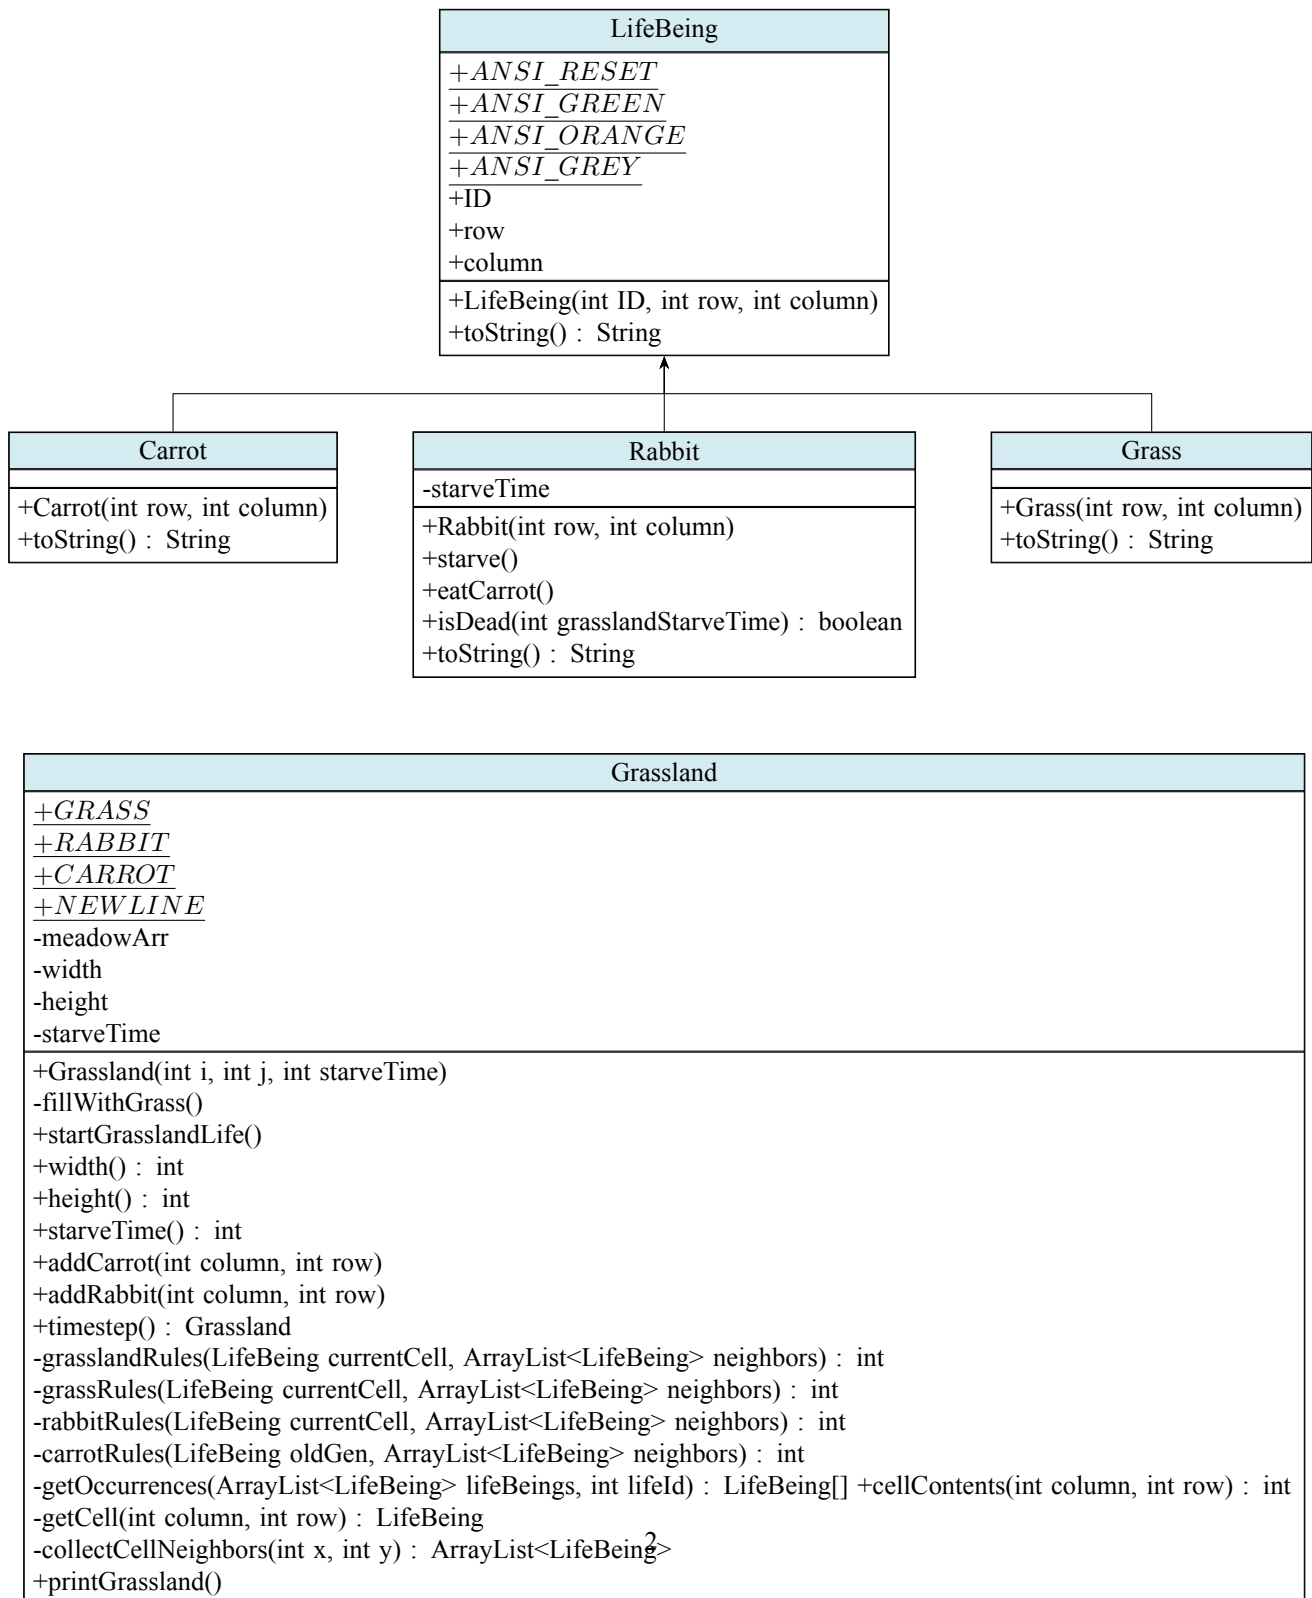 LifeBeing
+ANSI_RESET
+ANSI_GREEN
+ANSI_ORANGE
+ANSI_GREY
+ID
+row
+column
+LifeBeing(int ID, int row, int column)
+toString() : String
Carrot
+Carrot(int row, int column)
+toString() : String
Rabbit
-starveTime
+Rabbit(int row, int column)
+starve()
+eatCarrot()
+isDead(int grasslandStarveTime) : boolean
+toString() : String
Grass
+Grass(int row, int column)
+toString() : String
Grassland
+GRASS
+RABBIT
+CARROT
+NEWLINE
-meadowArr
-width
-height
-starveTime
+Grassland(int i, int j, int starveTime)
-fillWithGrass()
+startGrasslandLife()
+width() : int
+height() : int
+starveTime() : int
+addCarrot(int column, int row)
+addRabbit(int column, int row)
+timestep() : Grassland
-grasslandRules(LifeBeing currentCell, ArrayList<LifeBeing> neighbors) : int
-grassRules(LifeBeing currentCell, ArrayList<LifeBeing> neighbors) : int
-rabbitRules(LifeBeing currentCell, ArrayList<LifeBeing> neighbors) : int
-carrotRules(LifeBeing oldGen, ArrayList<LifeBeing> neighbors) : int
-getOccurrences(ArrayList<LifeBeing> lifeBeings, int lifeId) : LifeBeing[] +cellContents(int column, int row) : int
-getCell(int column, int row) : LifeBeing
-collectCellNeighbors(int x, int y) : ArrayList<LifeBeing>
2
+printGrassland()